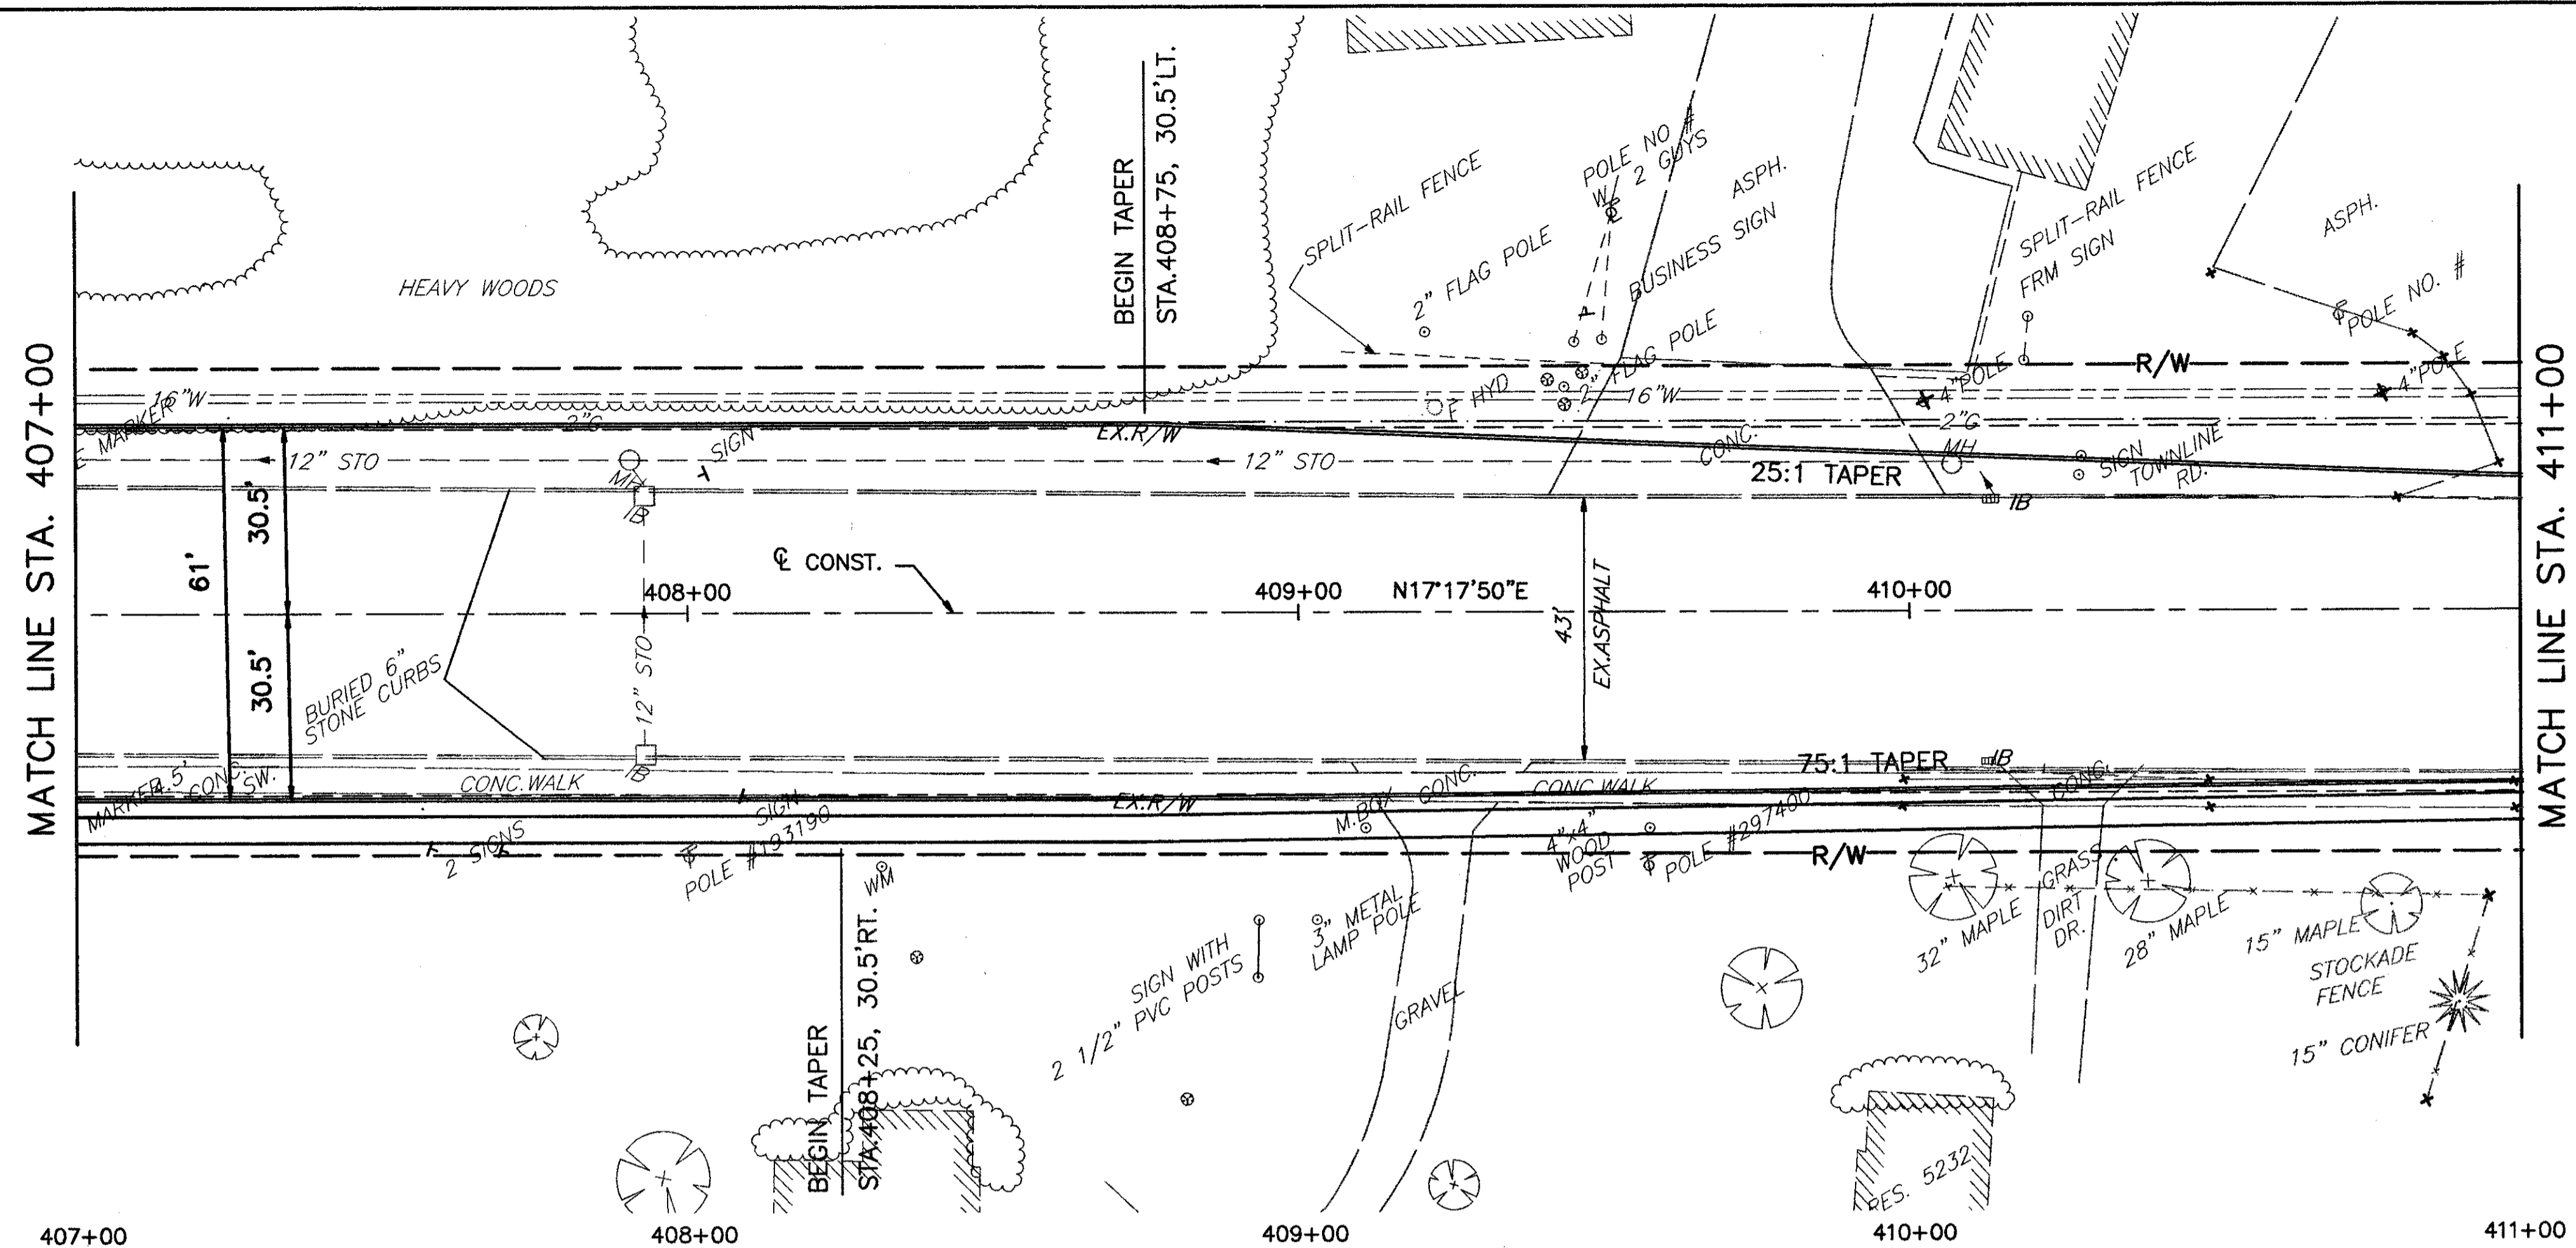 MATCH LINE STA. 407+00
MATCH LINE STA. 411+00
BEGIN TAPER
STA.408+75, 30.5'LT.
HEAVY WOODS
SPLIT-RAIL FENCE
2" FLAG POLE
POLE NO #
W/ 2 GUYS
ASPH.
BUSINESS SIGN
2" FLAG POLE
SPLIT-RAIL FENCE
FRM SIGN
ASPH.
POLE NO. #
4"POLE
4"POLE
R/W
16"W
MARKER
2"G
EX.R/W
F HYD
16"W
2"G
12" STO
MH
SIGN
12" STO
CONC.
25:1 TAPER
MH
SIGN
TOWNLINE
RD.
IB
IB
30.5'
61'
30.5'
℄ CONST.
408+00
409+00
N17°17'50"E
410+00
43'
EX.ASPHALT
12" STO
BURIED 6"
STONE CURBS
IB
75:1 TAPER
IB
MARKER
4.5'
CONC.
SW.
CONC.WALK
SIGN
EX.R/W
M.BOX
CONC.
CONC.WALK
CONC.
2 SIGNS
POLE #193190
WM
4"x4"
WOOD
POST
POLE #297400
R/W
BEGIN TAPER
STA.408+25, 30.5'RT.
SIGN WITH
2 1/2" PVC POSTS
3" METAL
LAMP POLE
GRAVEL
32" MAPLE
GRASS
DIRT
DR.
28" MAPLE
15" MAPLE
STOCKADE
FENCE
15" CONIFER
RES. 5232
407+00
408+00
409+00
410+00
411+00